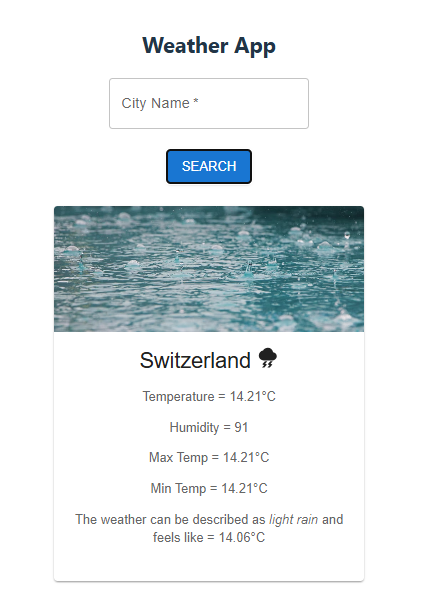 Weather App
City Name *
SEARCH
Switzerland
Temperature = 14.21°C
Humidity = 91
Max Temp = 14.21°C
Min Temp = 14.21°C
The weather can be described as light rain and
feels like = 14.06°C